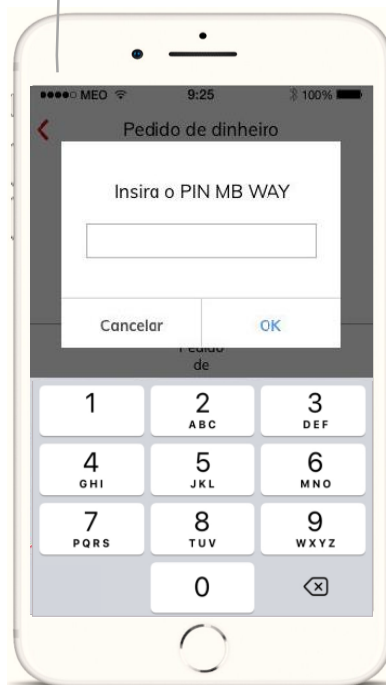 MEO 9:25 100%
Pedido de dinheiro
Insira o PIN MB WAY
Cancelar OK
Pedido
de
1 2 3
ABC DEF
4 5 6
GHI JKL MNO
7 8 9
PQRS TUV WXYZ
0